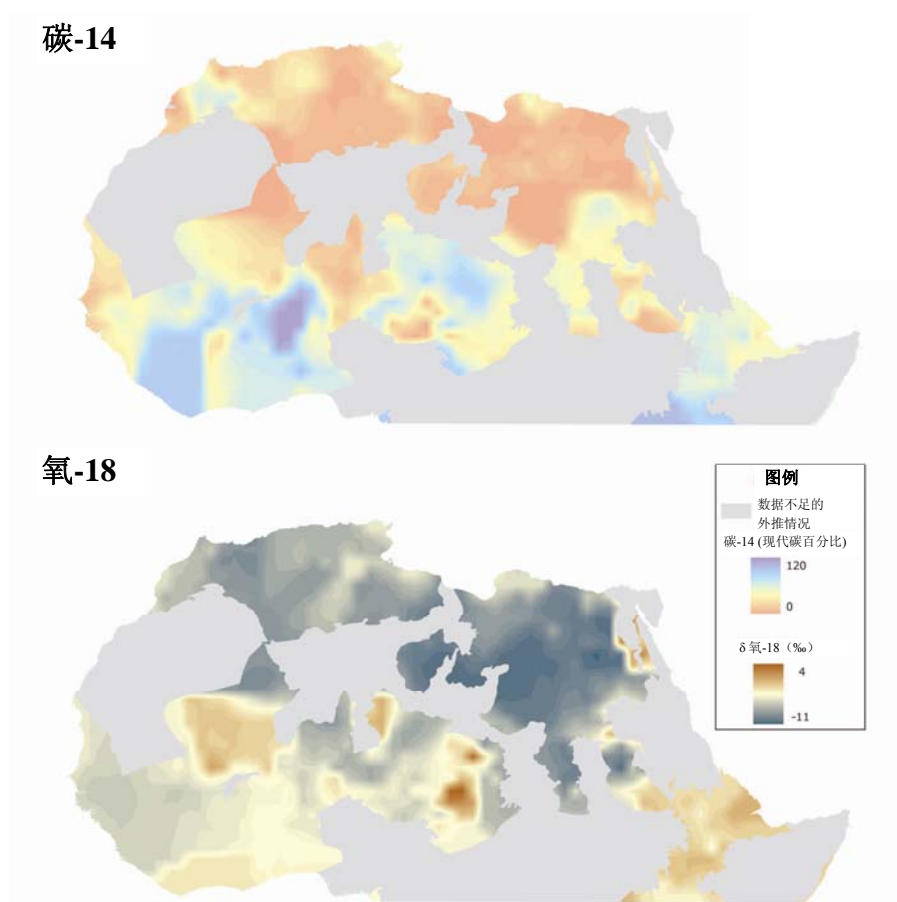 碳-14
氧-18
图例
数据不足的
外推情况
碳-14 (现代碳百分比)
120
0
δ 氧-18（‰）
4
-11